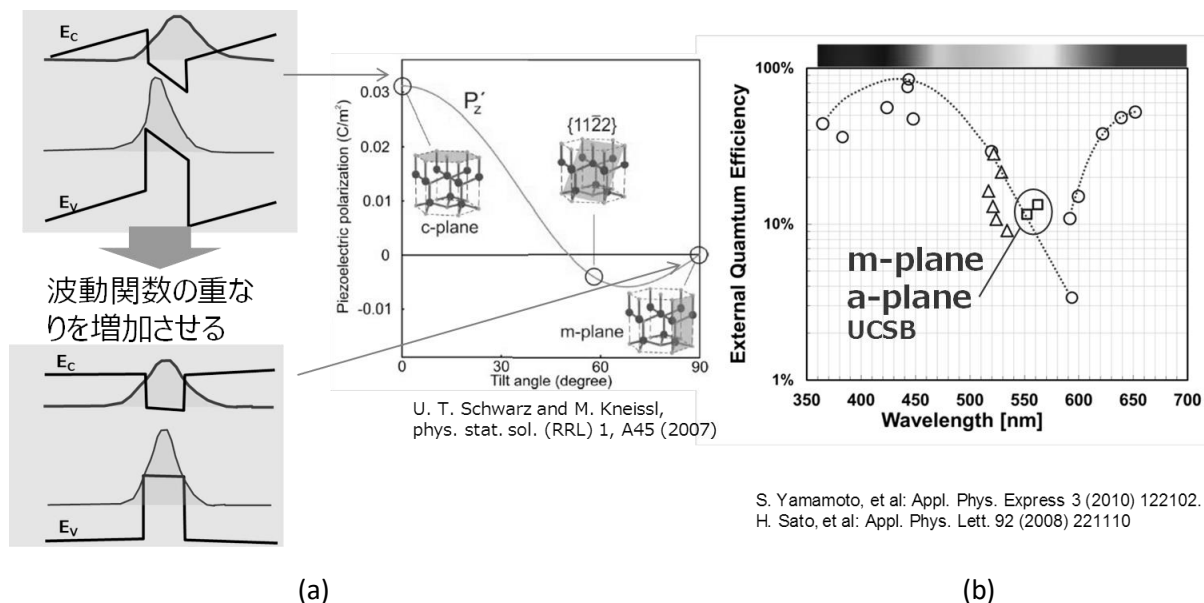 E_C
E_V
波動関数の重な
りを増加させる
E_C
E_V
(a)
Piezoelectric polarization (C/m²)
0.03
0.02
0.01
0
-0.01
P_z´
{11-22}
c-plane
m-plane
0
30
60
90
Tilt angle (degree)
U. T. Schwarz and M. Kneissl,
phys. stat. sol. (RRL) 1, A45 (2007)
External Quamtum Efficiency
100%
10%
1%
m-plane
a-plane
UCSB
350 400 450 500 550 600 650 700
Wavelength [nm]
S. Yamamoto, et al: Appl. Phys. Express 3 (2010) 122102.
H. Sato, et al: Appl. Phys. Lett. 92 (2008) 221110
(b)